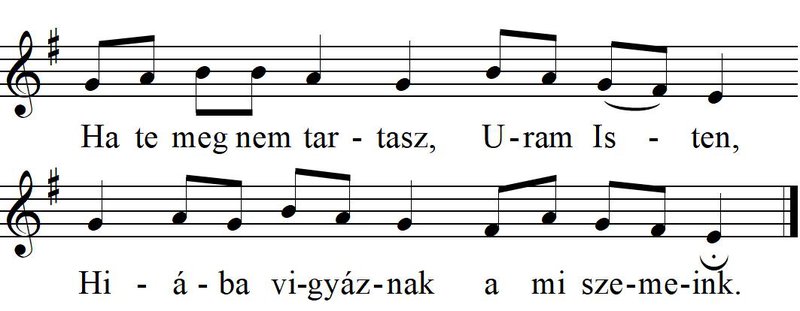 Ha te meg nem tar - tasz, U - ram Is - ten,
Hi - á - ba vi - gyáz - nak a mi sze - me - ink.